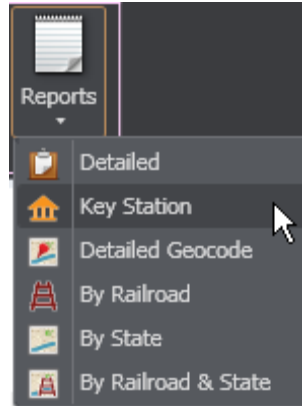 Reports
Detailed
Key Station
Detailed Geocode
By Railroad
By State
By Railroad & State